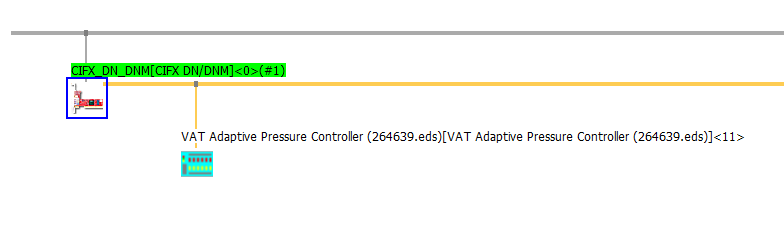 CIFX_DN_DNM[CIFX DN/DNM]<0>(#1)
VAT Adaptive Pressure Controller (264639.eds)[VAT Adaptive Pressure Controller (264639.eds)]<11>